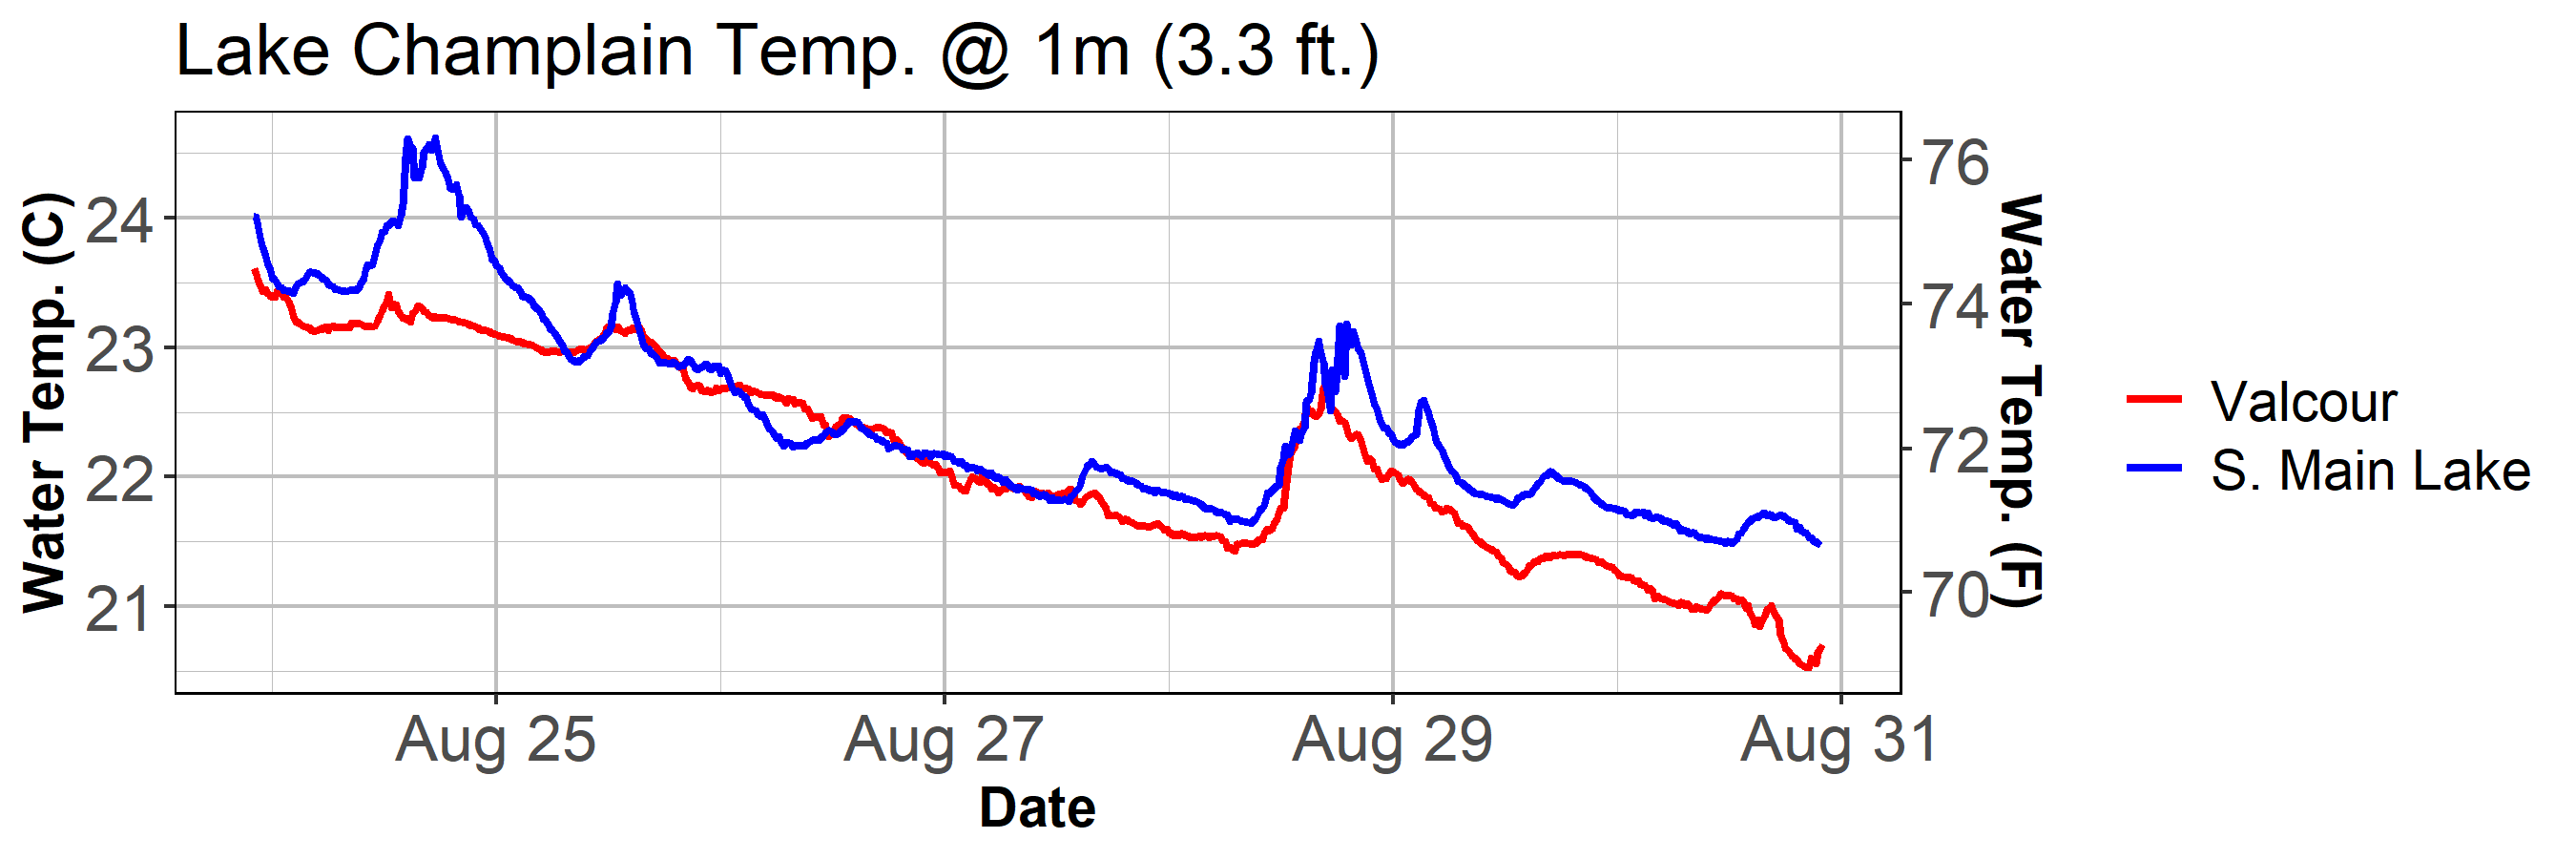 Lake Champlain Temp. @ 1m (3.3 ft.)
Water Temp. (C)
24
23
22
21
76
74
72
70
Water Temp. (F)
Valcour
S. Main Lake
Aug 25
Aug 27
Aug 29
Aug 31
Date